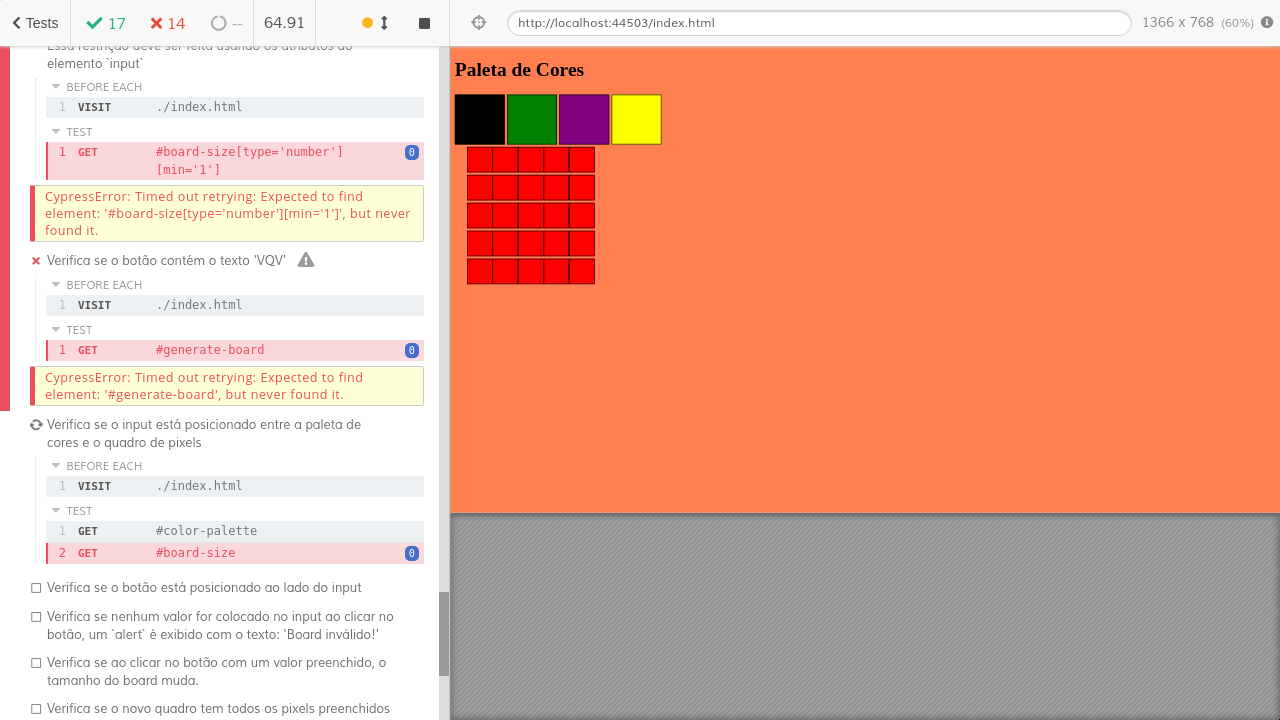 Tests 17 14 -- 64.91
http://localhost:44503/index.html 1366 x 768 (60%)
Essa restrição deve ser feita usando os atributos do
elemento `input`
BEFORE EACH
1 VISIT ./index.html
TEST
1 GET #board-size[type='number'] 0
[min='1']
CypressError: Timed out retrying: Expected to find
element: '#board-size[type='number'][min='1']', but never
found it.
Verifica se o botão contém o texto 'VQV'
BEFORE EACH
1 VISIT ./index.html
TEST
1 GET #generate-board 0
CypressError: Timed out retrying: Expected to find
element: '#generate-board', but never found it.
Verifica se o input está posicionado entre a paleta de
cores e o quadro de pixels
BEFORE EACH
1 VISIT ./index.html
TEST
1 GET #color-palette
2 GET #board-size 0
Verifica se o botão está posicionado ao lado do input
Verifica se nenhum valor for colocado no input ao clicar no
botão, um `alert` é exibido com o texto: 'Board inválido!'
Verifica se ao clicar no botão com um valor preenchido, o
tamanho do board muda.
Verifica se o novo quadro tem todos os pixels preenchidos
Paleta de Cores